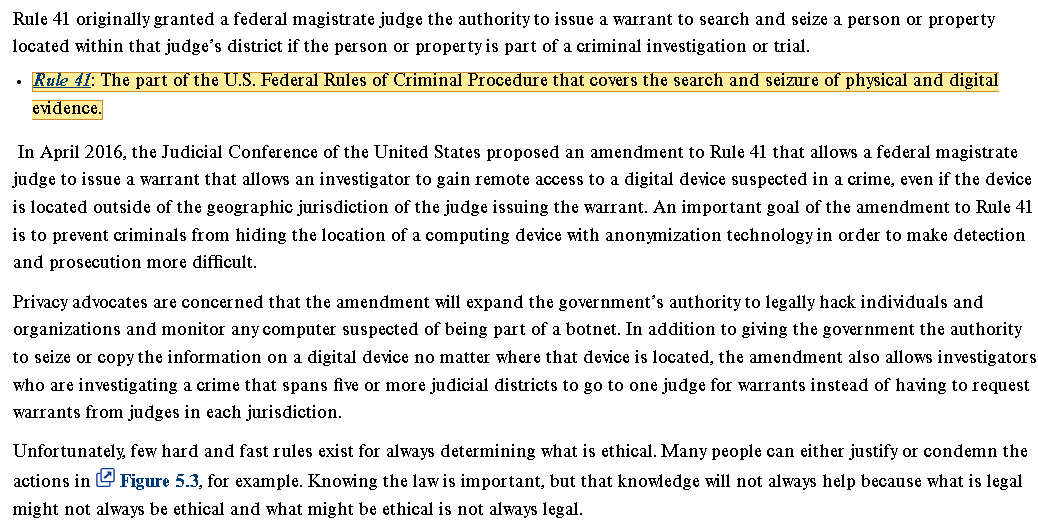 Rule 41 originally granted a federal magistrate judge the authority to issue a warrant to search and seize a person or property
located within that judge's district if the person or property is part of a criminal investigation or trial.
• Rule 41: The part of the U.S. Federal Rules of Criminal Procedure that covers the search and seizure of physical and digital
evidence.
In April 2016, the Judicial Conference of the United States proposed an amendment to Rule 41 that allows a federal magistrate
judge to issue a warrant that allows an investigator to gain remote access to a digital device suspected in a crime, even if the device
is located outside of the geographic jurisdiction of the judge issuing the warrant. An important goal of the amendment to Rule 41
is to prevent criminals from hiding the location of a computing device with anonymization technology in order to make detection
and prosecution more difficult.
Privacy advocates are concerned that the amendment will expand the government's authority to legally hack individuals and
organizations and monitor any computer suspected of being part of a botnet. In addition to giving the government the authority
to seize or copy the information on a digital device no matter where that device is located, the amendment also allows investigators
who are investigating a crime that spans five or more judicial districts to go to one judge for warrants instead of having to request
warrants from judges in each jurisdiction.
Unfortunately, few hard and fast rules exist for always determining what is ethical. Many people can either justify or condemn the
actions in Figure 5.3, for example. Knowing the law is important, but that knowledge will not always help because what is legal
might not always be ethical and what might be ethical is not always legal.